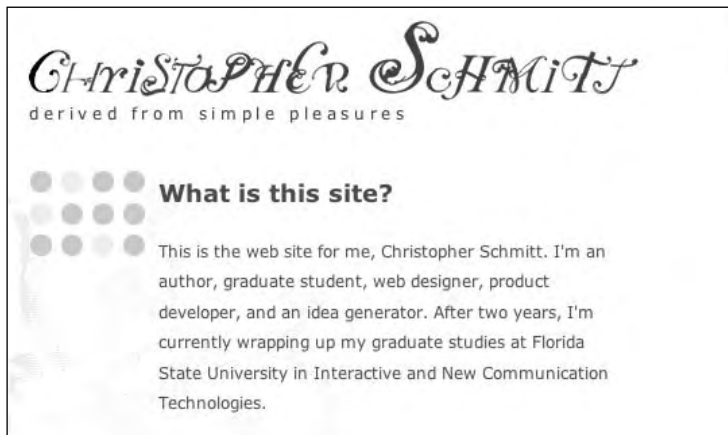 Christopher Schmitt
derived from simple pleasures
What is this site?
This is the web site for me, Christopher Schmitt. I'm an
author, graduate student, web designer, product
developer, and an idea generator. After two years, I'm
currently wrapping up my graduate studies at Florida
State University in Interactive and New Communication
Technologies.